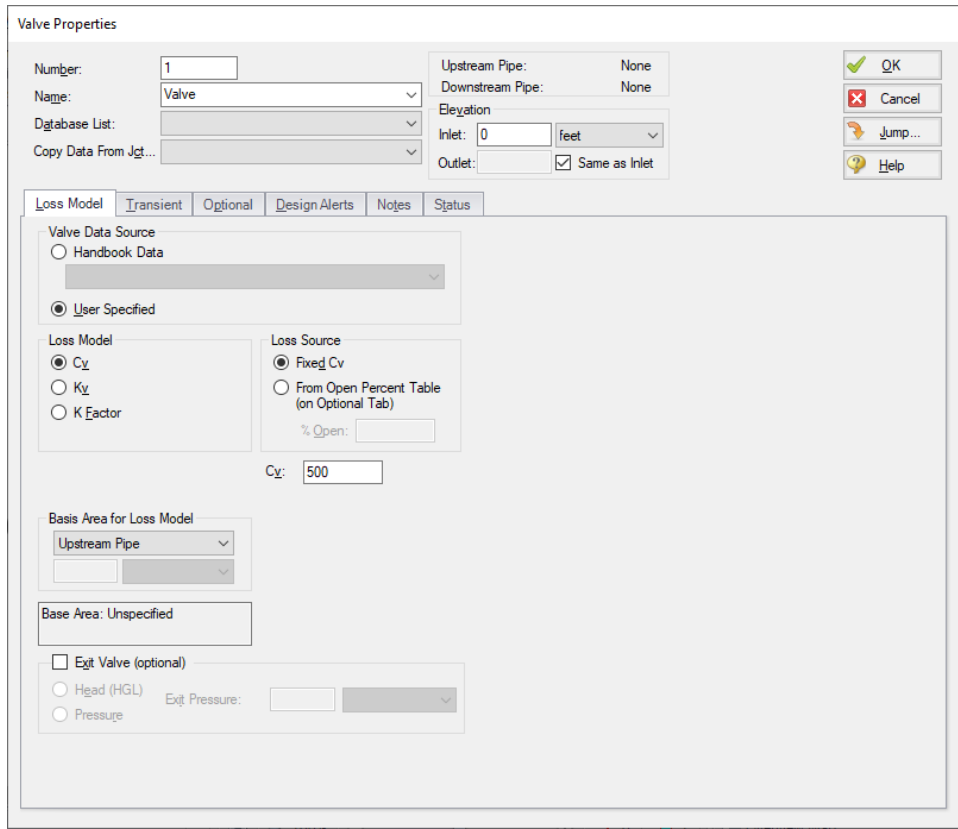 Valve Properties
Number: 1
Name: Valve
Database List:
Copy Data From Jct...
Upstream Pipe: None
Downstream Pipe: None
Elevation
Inlet: 0 feet
Outlet: Same as Inlet
OK
Cancel
Jump...
Help
Loss Model Transient Optional Design Alerts Notes Status
Valve Data Source
Handbook Data
User Specified
Loss Model
Cv
Kv
K Factor
Loss Source
Fixed Cv
From Open Percent Table
(on Optional Tab)
% Open:
Cv: 500
Basis Area for Loss Model
Upstream Pipe
Base Area: Unspecified
Exit Valve (optional)
Head (HGL)
Pressure
Exit Pressure: